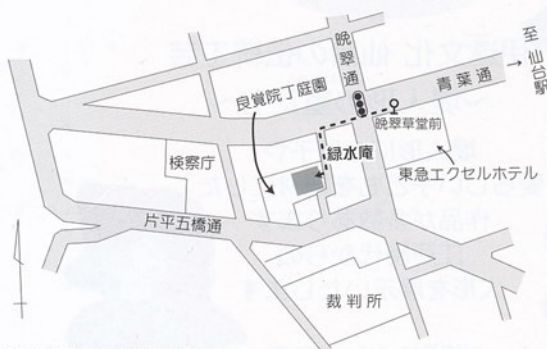 晩翠通
至仙台駅
→
青葉通
良覚院丁庭園
晩翠草堂前
緑水庵
検察庁
東急エクセルホテル
片平五橋通
裁判所